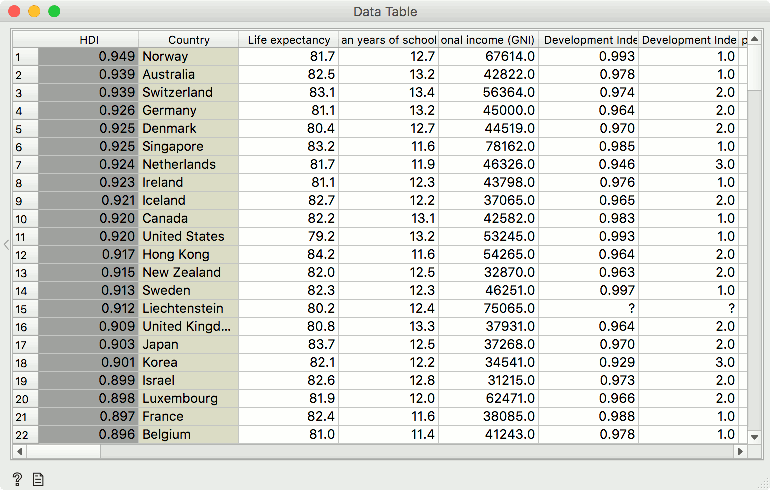 Data Table
HDI Country Life expectancy an years of school onal income (GNI) Development Inde Development Inde p
1 0.949 Norway 81.7 12.7 67614.0 0.993 1.0
2 0.939 Australia 82.5 13.2 42822.0 0.978 1.0
3 0.939 Switzerland 83.1 13.4 56364.0 0.974 2.0
4 0.926 Germany 81.1 13.2 45000.0 0.964 2.0
5 0.925 Denmark 80.4 12.7 44519.0 0.970 2.0
6 0.925 Singapore 83.2 11.6 78162.0 0.985 1.0
7 0.924 Netherlands 81.7 11.9 46326.0 0.946 3.0
8 0.923 Ireland 81.1 12.3 43798.0 0.976 1.0
9 0.921 Iceland 82.7 12.2 37065.0 0.965 2.0
10 0.920 Canada 82.2 13.1 42582.0 0.983 1.0
11 0.920 United States 79.2 13.2 53245.0 0.993 1.0
12 0.917 Hong Kong 84.2 11.6 54265.0 0.964 2.0
13 0.915 New Zealand 82.0 12.5 32870.0 0.963 2.0
14 0.913 Sweden 82.3 12.3 46251.0 0.997 1.0
15 0.912 Liechtenstein 80.2 12.4 75065.0 ? ?
16 0.909 United Kingd... 80.8 13.3 37931.0 0.964 2.0
17 0.903 Japan 83.7 12.5 37268.0 0.970 2.0
18 0.901 Korea 82.1 12.2 34541.0 0.929 3.0
19 0.899 Israel 82.6 12.8 31215.0 0.973 2.0
20 0.898 Luxembourg 81.9 12.0 62471.0 0.966 2.0
21 0.897 France 82.4 11.6 38085.0 0.988 1.0
22 0.896 Belgium 81.0 11.4 41243.0 0.978 1.0
?